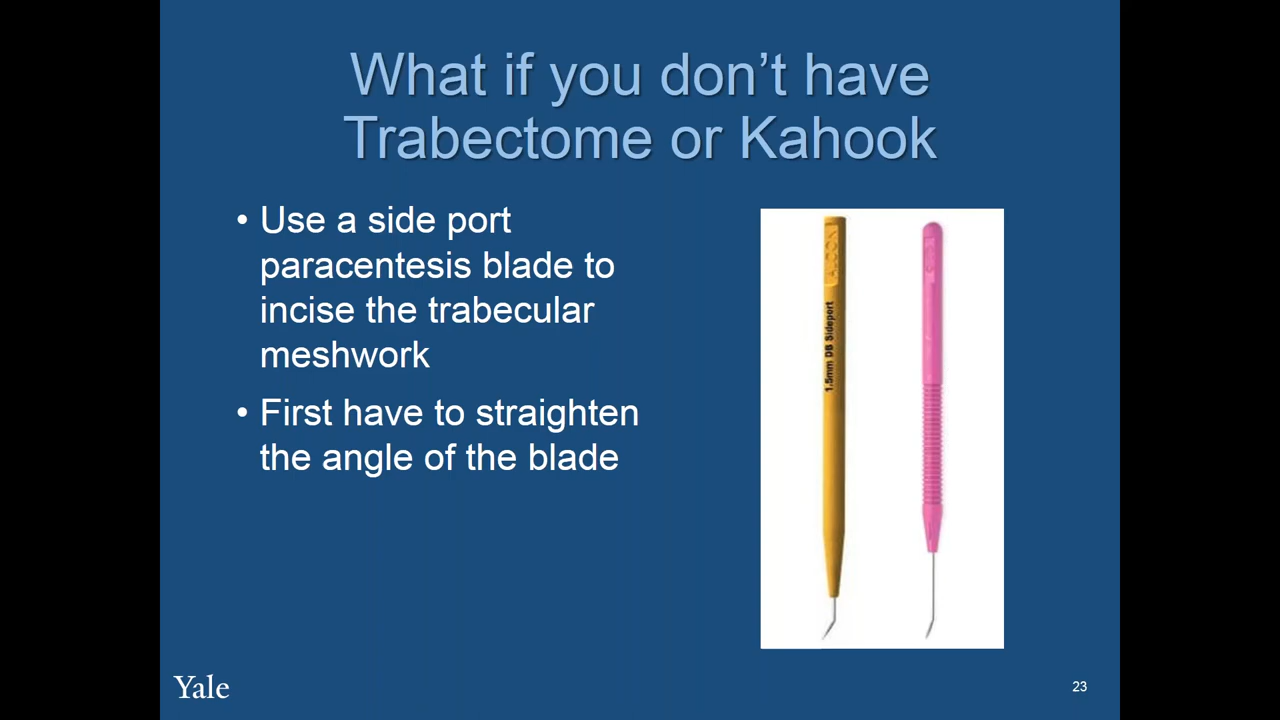 What if you don’t have
Trabectome or Kahook
• Use a side port
paracentesis blade to
incise the trabecular
meshwork
• First have to straighten
the angle of the blade
ALCON
1.5mm DB Sideport
Yale
23